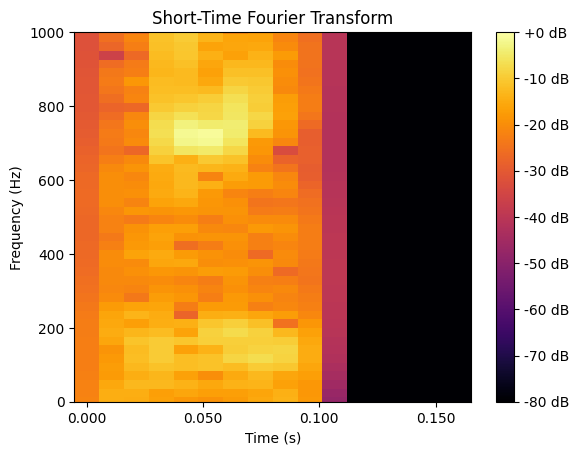 Short-Time Fourier Transform
1000
800
600
400
200
0
Frequency (Hz)
0.000
0.050
0.100
0.150
Time (s)
+0 dB
-10 dB
-20 dB
-30 dB
-40 dB
-50 dB
-60 dB
-70 dB
-80 dB